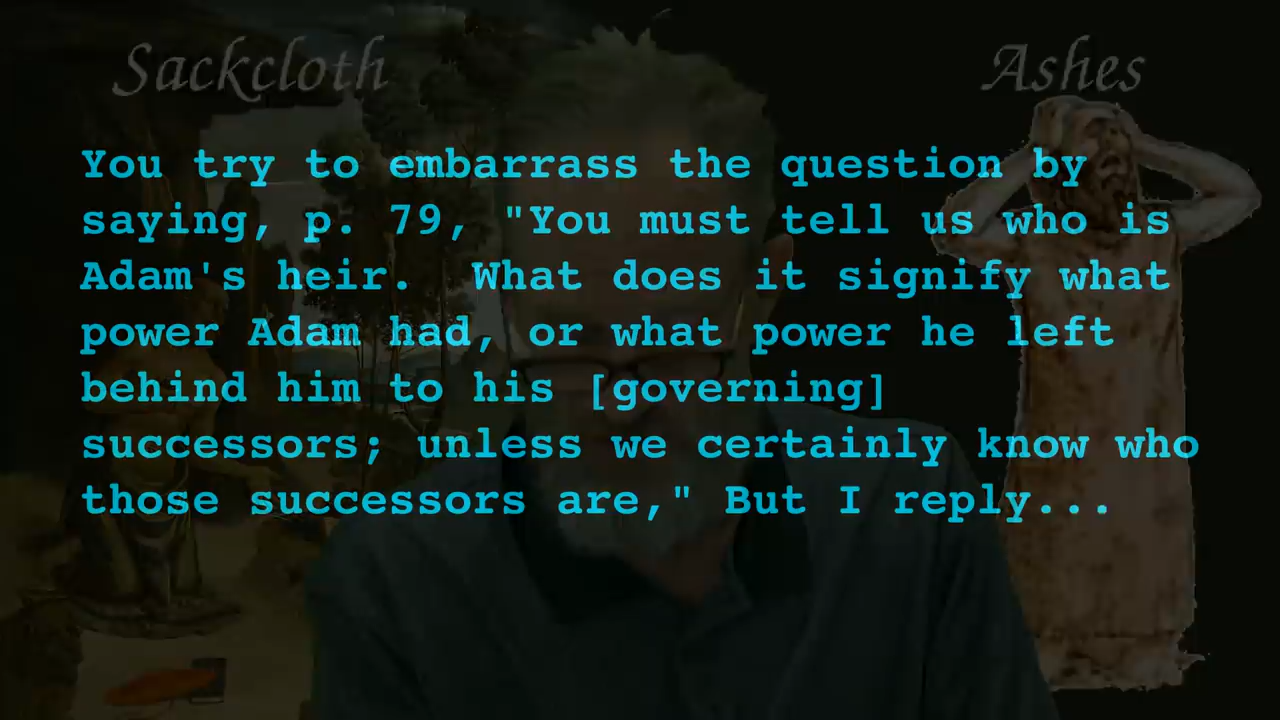 Sackcloth
Ashes
You try to embarrass the question by
saying, p. 79, "You must tell us who is
Adam's heir.  What does it signify what
power Adam had, or what power he left
behind him to his [governing]
successors; unless we certainly know who
those successors are," But I reply...